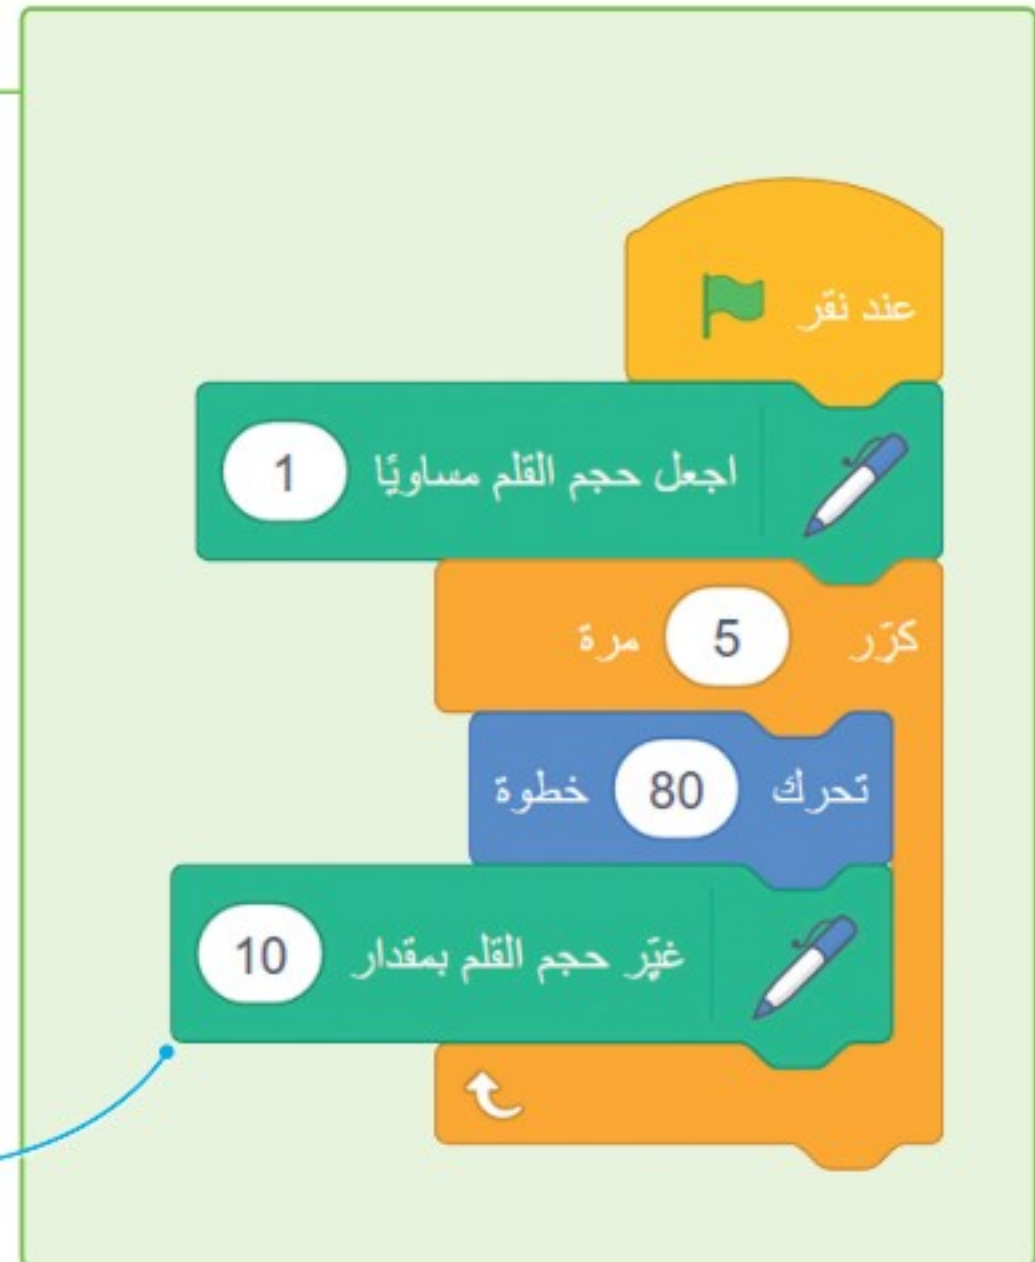 عند نقر
اجعل حجم القلم مساويًا 1
كرّر 5 مرة
تحرك 80 خطوة
غيّر حجم القلم بمقدار 10